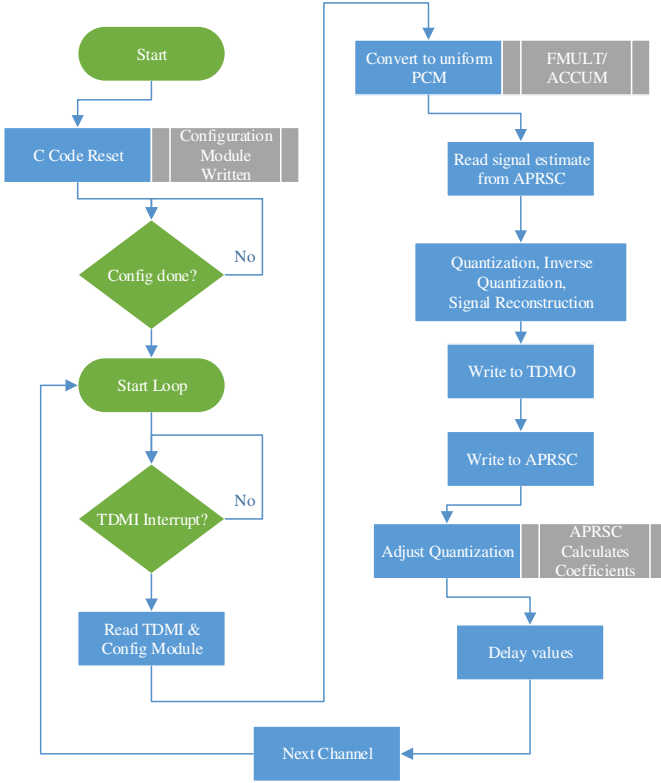 Start
C Code Reset
Configuration
Module
Written
No
Config done?
Start Loop
No
TDMI Interrupt?
Read TDMI &
Config Module
Convert to uniform
PCM
FMULT/
ACCUM
Read signal estimate
from APRSC
Quantization, Inverse
Quantization,
Signal Reconstruction
Write to TDMO
Write to APRSC
Adjust Quantization
APRSC
Calculates
Coefficients
Delay values
Next Channel